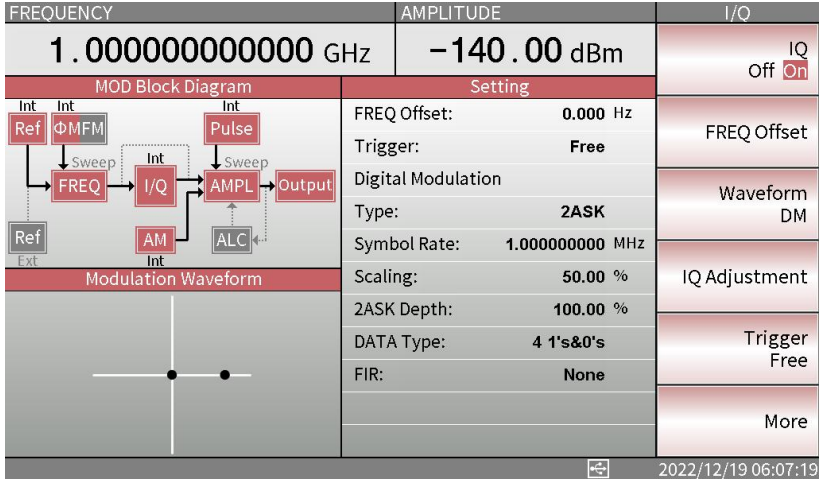 FREQUENCY
AMPLITUDE
I/Q
1.000000000000 GHz
-140.00 dBm
IQ
Off On
MOD Block Diagram
Setting
Int Int Int
Ref ΦM FM Pulse
Sweep Int Sweep
FREQ I/Q AMPL Output
Ref AM ALC
Ext Int
Modulation Waveform
FREQ Offset: 0.000 Hz
Trigger: Free
Digital Modulation
Type: 2ASK
Symbol Rate: 1.000000000 MHz
Scaling: 50.00 %
2ASK Depth: 100.00 %
DATA Type: 4 1's&0's
FIR: None
FREQ Offset
Waveform
DM
IQ Adjustment
Trigger
Free
More
2022/12/19 06:07:19